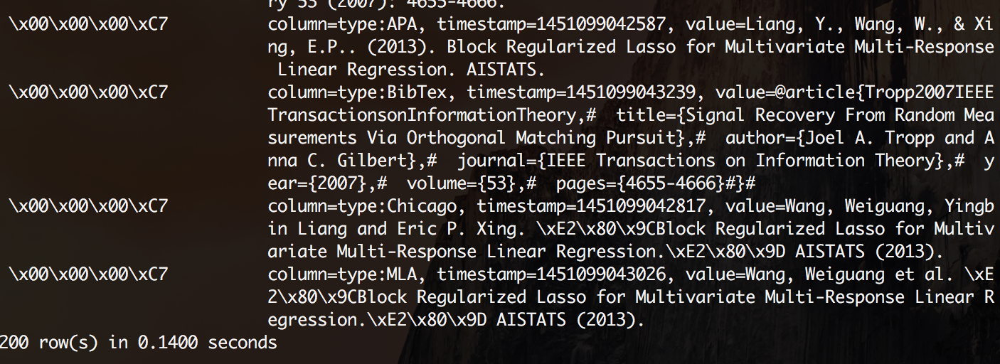 ry 53 (2007): 4655-4666.
\x00\x00\x00\xC7 column=type:APA, timestamp=1451099042587, value=Liang, Y., Wang, W., & Xi
ng, E.P.. (2013). Block Regularized Lasso for Multivariate Multi-Response
Linear Regression. AISTATS.
\x00\x00\x00\xC7 column=type:BibTex, timestamp=1451099043239, value=@article{Tropp2007IEEE
TransactionsonInformationTheory,#  title={Signal Recovery From Random Mea
surements Via Orthogonal Matching Pursuit},#  author={Joel A. Tropp and A
nna C. Gilbert},#  journal={IEEE Transactions on Information Theory},#  y
ear={2007},#  volume={53},#  pages={4655-4666}#}#
\x00\x00\x00\xC7 column=type:Chicago, timestamp=1451099042817, value=Wang, Weiguang, Yingb
in Liang and Eric P. Xing. \xE2\x80\x9CBlock Regularized Lasso for Multiv
ariate Multi-Response Linear Regression.\xE2\x80\x9D AISTATS (2013).
\x00\x00\x00\xC7 column=type:MLA, timestamp=1451099043026, value=Wang, Weiguang et al. \xE
2\x80\x9CBlock Regularized Lasso for Multivariate Multi-Response Linear R
egression.\xE2\x80\x9D AISTATS (2013).
200 row(s) in 0.1400 seconds